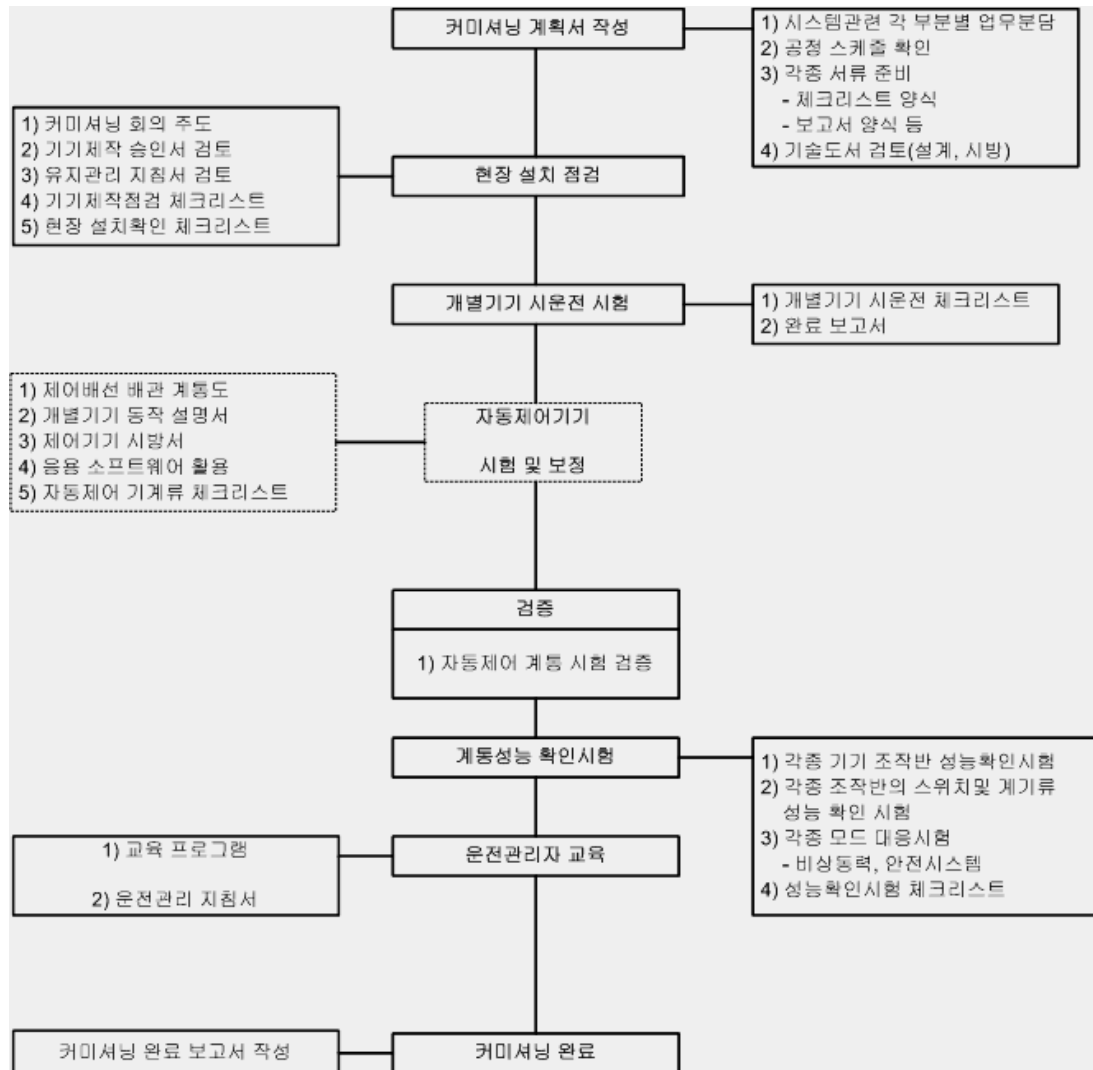 커미셔닝 계획서 작성
1) 시스템관련 각 부분별 업무분담
2) 공정 스케줄 확인
3) 각종 서류 준비
- 체크리스트 양식
- 보고서 양식 등
4) 기술도서 검토(설계, 시방)
1) 커미셔닝 회의 주도
2) 기기제작 승인서 검토
3) 유지관리 지침서 검토
4) 기기제작점검 체크리스트
5) 현장 설치확인 체크리스트
현장 설치 점검
개별기기 시운전 시험
1) 개별기기 시운전 체크리스트
2) 완료 보고서
1) 제어배선 배관 계통도
2) 개별기기 동작 설명서
3) 제어기기 시방서
4) 응용 소프트웨어 활용
5) 자동제어 기계류 체크리스트
자동제어기기
시험 및 보정
검증
1) 자동제어 계통 시험 검증
계통성능 확인시험
1) 각종 기기 조작반 성능확인시험
2) 각종 조작반의 스위치및 계기류
성능 확인 시험
3) 각종 모드 대응시험
- 비상동력, 안전시스템
4) 성능확인시험 체크리스트
1) 교육 프로그램
2) 운전관리 지침서
운전관리자 교육
커미셔닝 완료 보고서 작성
커미셔닝 완료